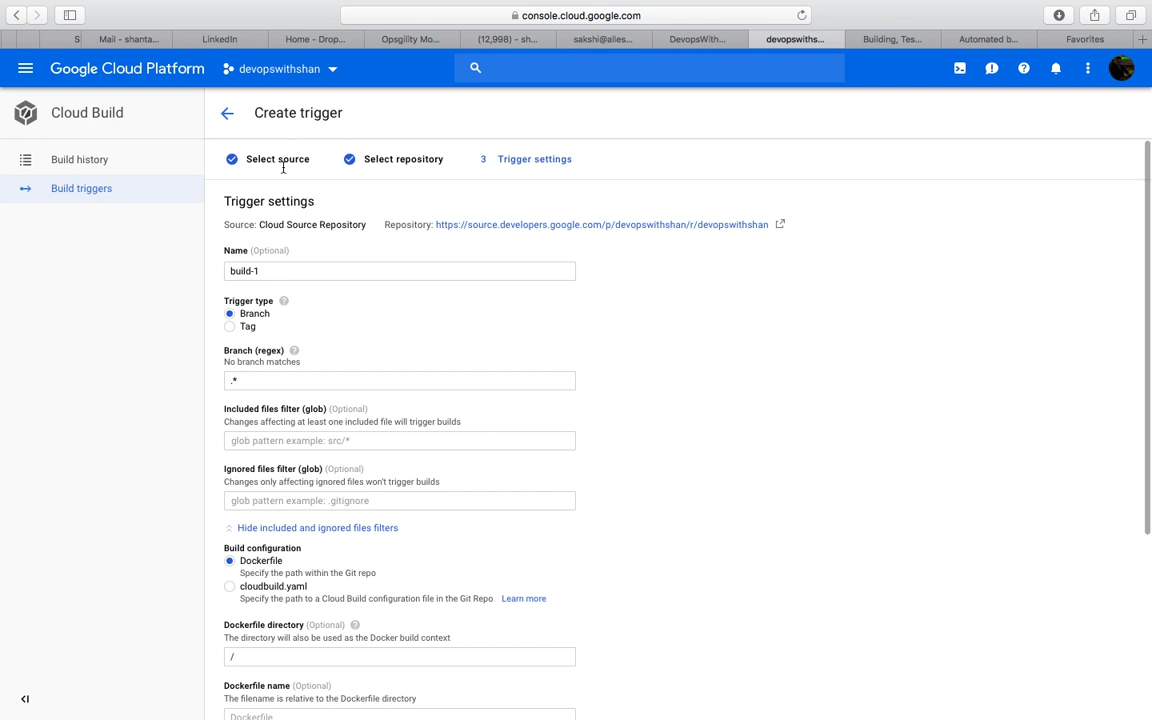 console.cloud.google.com
S
Mail - shanta...
LinkedIn
Home - Drop...
Opsgility Mo...
(12,998) - sh...
sakshi@alles...
DevopsWith...
devopswiths...
Building, Tes...
Automated b...
Favorites
Google Cloud Platform
devopswithshan
Cloud Build
Create trigger
Build history
Build triggers
Select source
Select repository
3 Trigger settings
Trigger settings
Source: Cloud Source Repository Repository: https://source.developers.google.com/p/devopswithshan/r/devopswithshan
Name (Optional)
build-1
Trigger type
Branch
Tag
Branch (regex)
No branch matches
.*
Included files filter (glob) (Optional)
Changes affecting at least one included file will trigger builds
glob pattern example: src/*
Ignored files filter (glob) (Optional)
Changes only affecting ignored files won't trigger builds
glob pattern example: .gitignore
Hide included and ignored files filters
Build configuration
Dockerfile
Specify the path within the Git repo
cloudbuild.yaml
Specify the path to a Cloud Build configuration file in the Git Repo Learn more
Dockerfile directory (Optional)
The directory will also be used as the Docker build context
/
Dockerfile name (Optional)
The filename is relative to the Dockerfile directory
Dockerfile